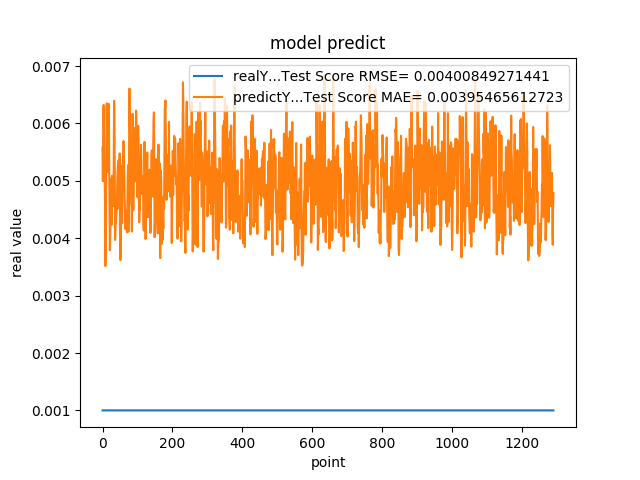 model predict
realY...Test Score RMSE= 0.00400849271441
predictY...Test Score MAE= 0.00395465612723
0.007
0.006
0.005
0.004
0.003
0.002
0.001
real value
0 200 400 600 800 1000 1200
point